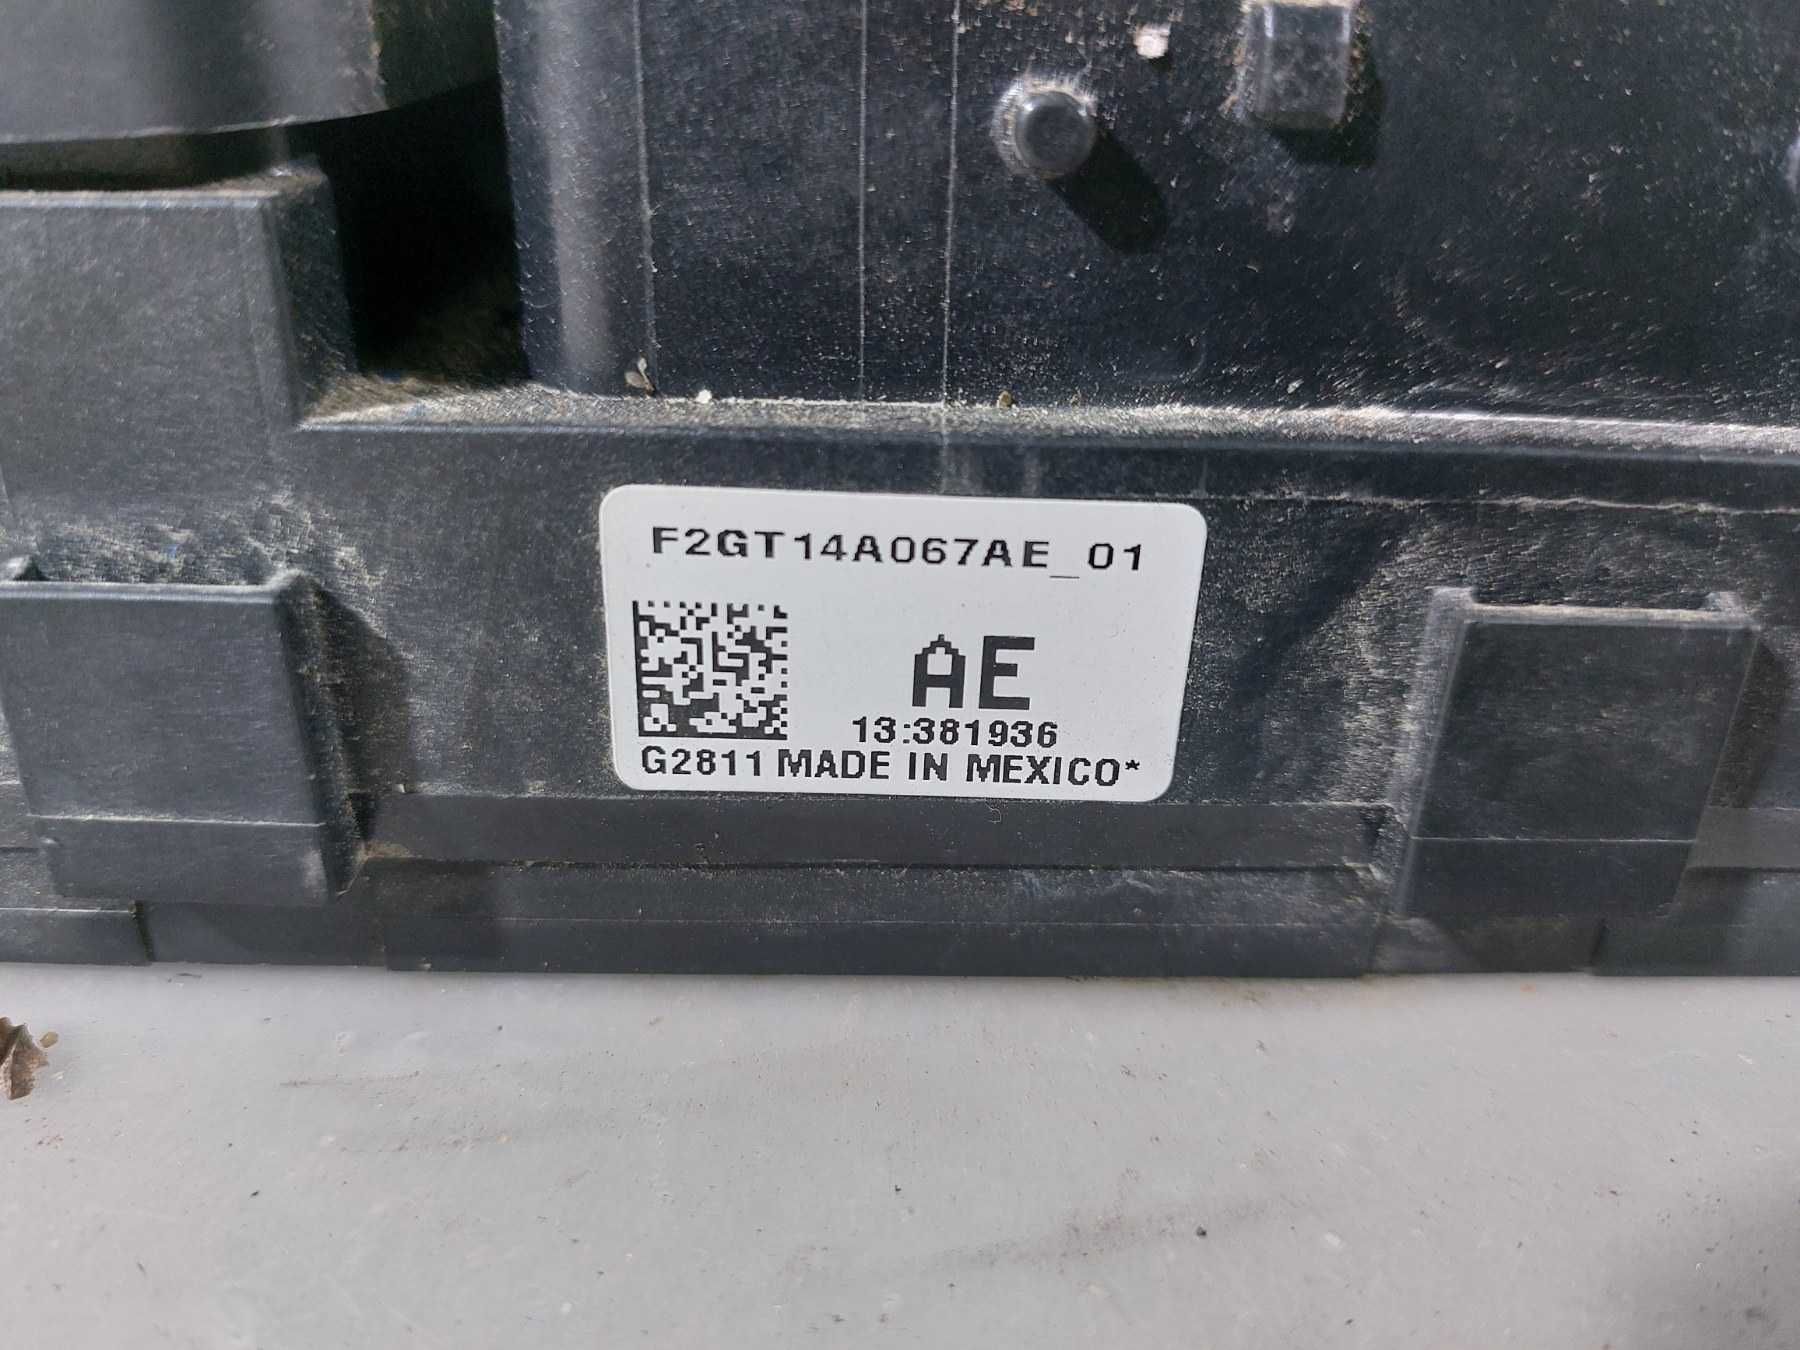 F2GT14A067AE_01
AE
13:381936
G2811 MADE IN MEXICO*